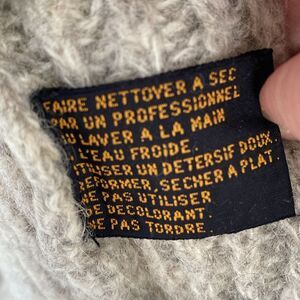 FAIRE NETTOYER A SEC
PAR UN PROFESSIONNEL
OU LAVER A LA MAIN
A L'EAU FROIDE.
UTILISER UN DETERSIF DOUX.
REFORMER, SECHER A PLAT.
NE PAS UTILISER
DE DECOLORANT.
NE PAS TORDRE.